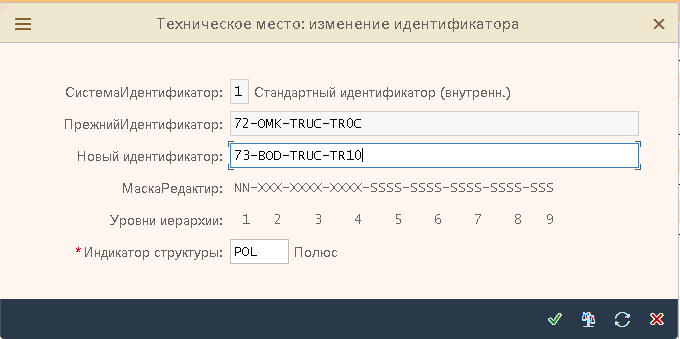 Техническое место: изменение идентификатора
СистемаИдентификатор: 1 Стандартный идентификатор (внутренн.)
ПрежнийИдентификатор: 72-OMK-TRUC-TR0C
Новый идентификатор: 73-BOD-TRUC-TR10
МаскаРедактир: NN-XXX-XXXX-XXXX-SSSS-SSSS-SSSS-SSSS-SSS
Уровни иерархии: 1 2 3 4 5 6 7 8 9
* Индикатор структуры: POL Полюс